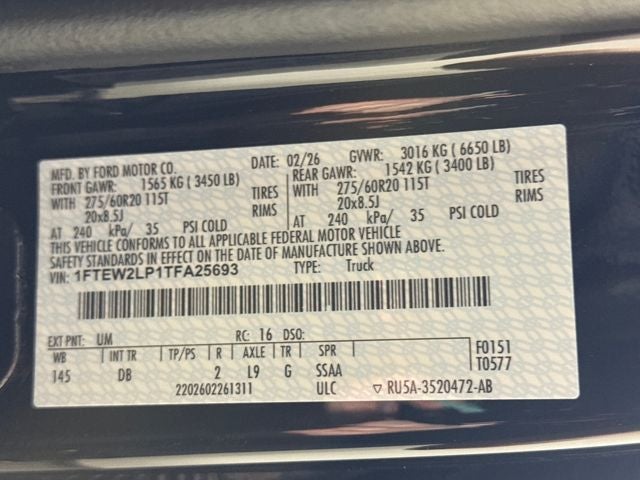 MFD. BY FORD MOTOR CO. DATE: 02/26 GVWR: 3016 KG ( 6650 LB)
FRONT GAWR: 1565 KG ( 3450 LB) REAR GAWR: 1542 KG ( 3400 LB)
WITH 275/60R20 115T TIRES WITH 275/60R20 115T TIRES
20x8.5J RIMS 20x8.5J RIMS
AT 240 kPa/ 35 PSI COLD AT 240 kPa/ 35 PSI COLD
THIS VEHICLE CONFORMS TO ALL APPLICABLE FEDERAL MOTOR VEHICLE
SAFETY STANDARDS IN EFFECT ON THE DATE OF MANUFACTURE SHOWN ABOVE.
VIN: 1FTEW2LP1TFA25693 TYPE: Truck
EXT PNT: UM RC: 16 DSO: F0151
WB INT TR TP/PS R AXLE TR SPR T0577
145 DB 2 L9 G SSAA
2202602261311 ULC ▽ RU5A-3520472-AB